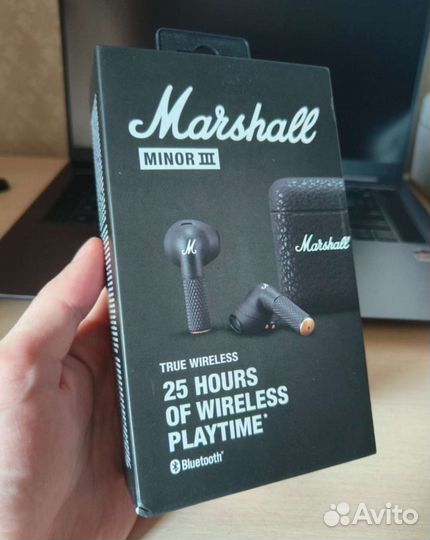 Marshall
MINOR III
M
Marshall
TRUE WIRELESS
25 HOURS
OF WIRELESS
PLAYTIME*
Bluetooth®
Avito